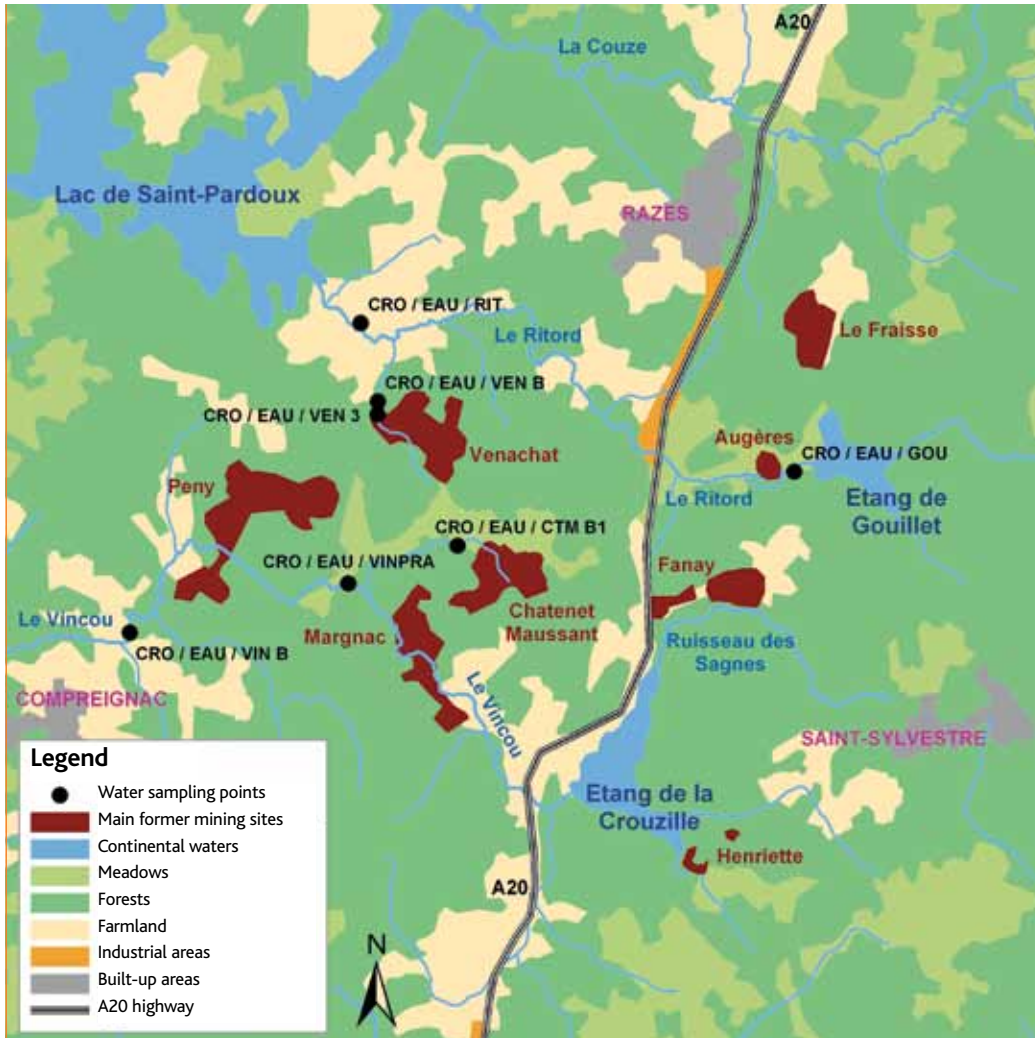 A20
La Couze
Lac de Saint-Pardoux
RAZES
CRO / EAU / RIT
Le Ritord
Le Fraisse
CRO / EAU / VEN B
CRO / EAU / VEN 3
Venachat
Augères
CRO / EAU / GOU
Peny
Le Ritord
Etang de
Gouillet
CRO / EAU / CTM B1
CRO / EAU / VINPRA
Fanay
Le Vincou
Margnac
Chatenet
Maussant
Ruisseau des
Sagnes
CRO / EAU / VIN B
COMPREIGNAC
Le Vincou
SAINT-SYLVESTRE
Etang de la
Crouzille
Henriette
A20
N
Legend
Water sampling points
Main former mining sites
Continental waters
Meadows
Forests
Farmland
Industrial areas
Built-up areas
A20 highway